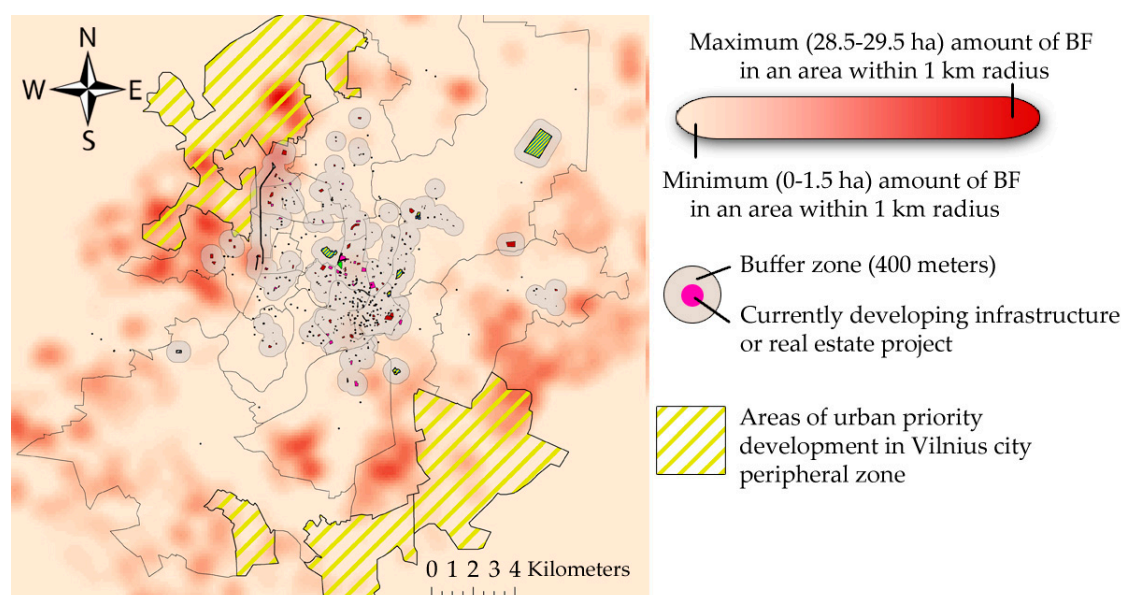 N
W
E
S
0 1 2 3 4 Kilometers
Maximum (28.5-29.5 ha) amount of BF
in an area within 1 km radius
Minimum (0-1.5 ha) amount of BF
in an area within 1 km radius
Buffer zone (400 meters)
Currently developing infrastructure
or real estate project
Areas of urban priority
development in Vilnius city
peripheral zone